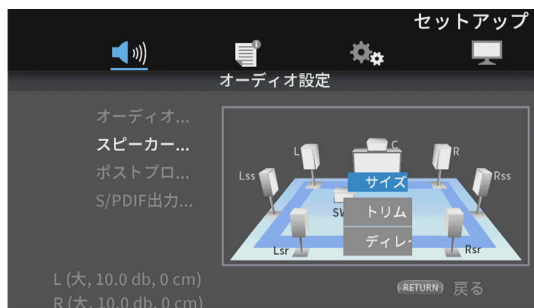 セットアップ
オーディオ設定
オーディオ...
スピーカー...
ポストプロ...
S/PDIF出力...
L
C
R
Lss
Rss
サイズ
SW
トリム
ディレ
Lsr
Rsr
L (大, 10.0 db, 0 cm)
R (大, 10.0 db, 0 cm)
RETURN 戻る